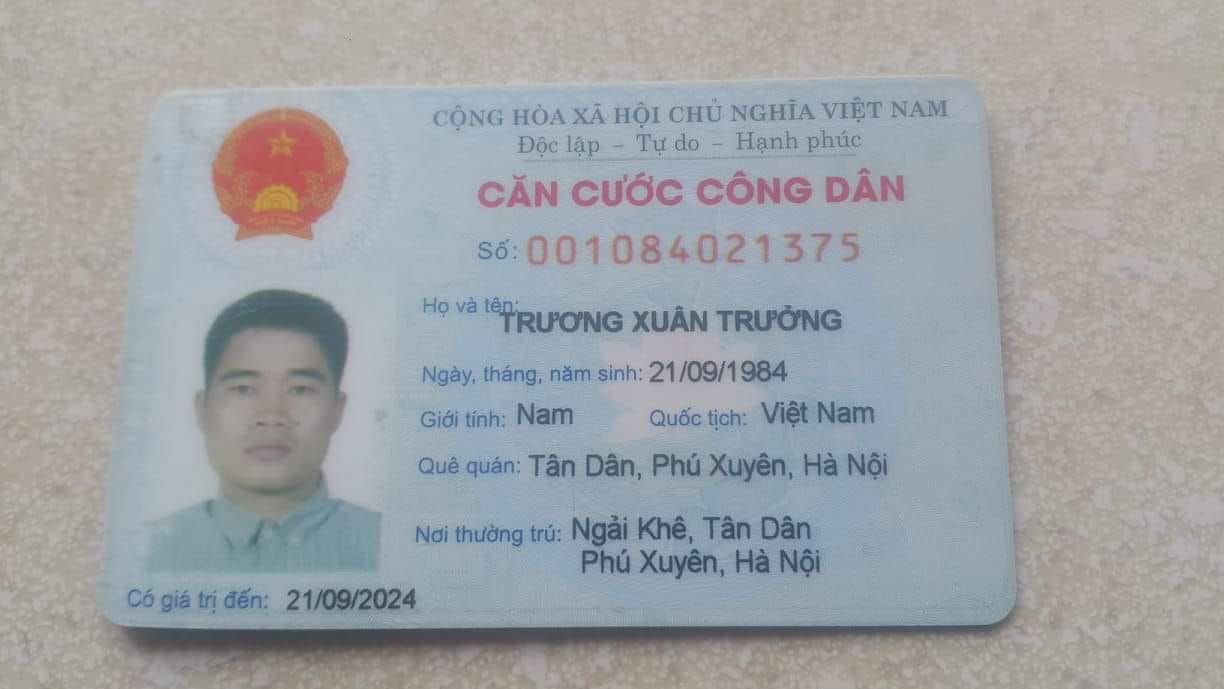 CỘNG HÒA XÃ HỘI CHỦ NGHĨA VIỆT NAM
Độc lập - Tự do - Hạnh phúc
CĂN CƯỚC CÔNG DÂN
Số: 001084021375
Họ và tên:
TRƯƠNG XUÂN TRƯỞNG
Ngày, tháng, năm sinh: 21/09/1984
Giới tính: Nam Quốc tịch: Việt Nam
Quê quán: Tân Dân, Phú Xuyên, Hà Nội
Nơi thường trú: Ngải Khê, Tân Dân
Phú Xuyên, Hà Nội
Có giá trị đến: 21/09/2024